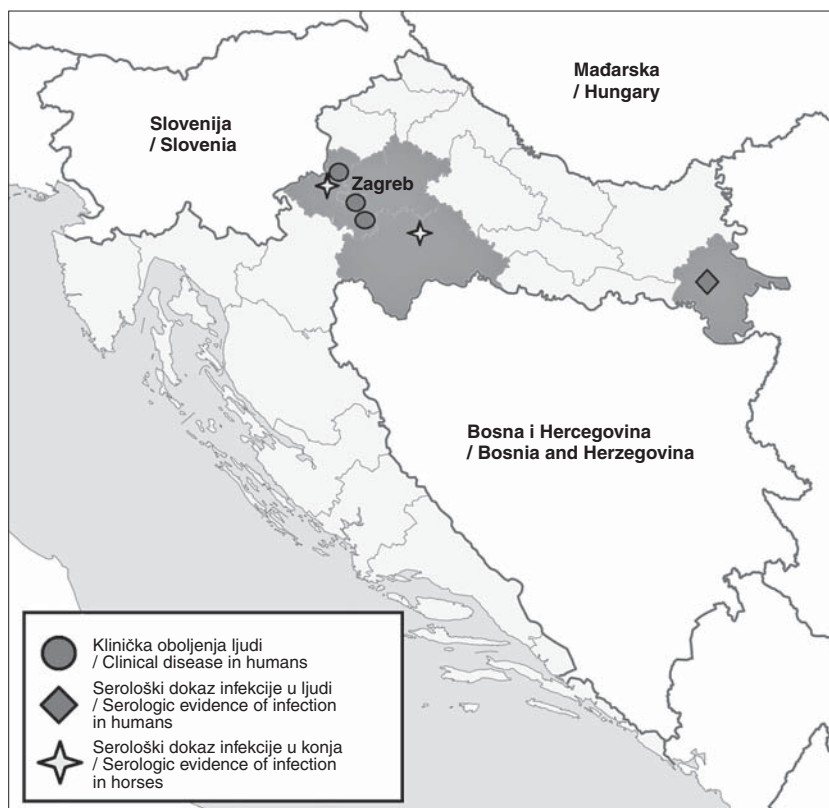 Mađarska
/ Hungary
Slovenija
/ Slovenia
Zagreb
Bosna i Hercegovina
/ Bosnia and Herzegovina
Klinička oboljenja ljudi
/ Clinical disease in humans
Serološki dokaz infekcije u ljudi
/ Serologic evidence of infection
in humans
Serološki dokaz infekcije u konja
/ Serologic evidence of infection
in horses